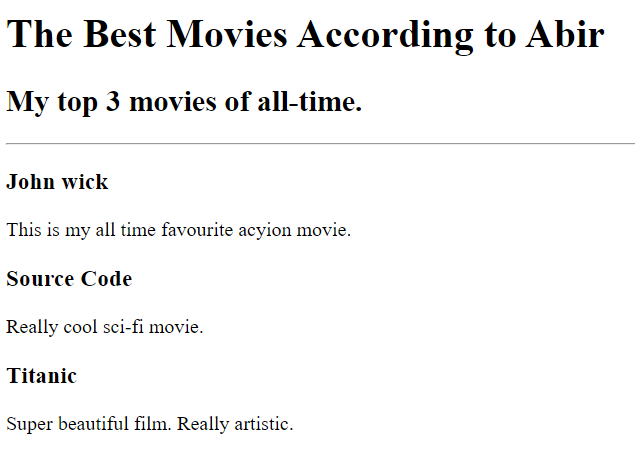 The Best Movies According to Abir
My top 3 movies of all-time.
John wick
This is my all time favourite acyion movie.
Source Code
Really cool sci-fi movie.
Titanic
Super beautiful film. Really artistic.